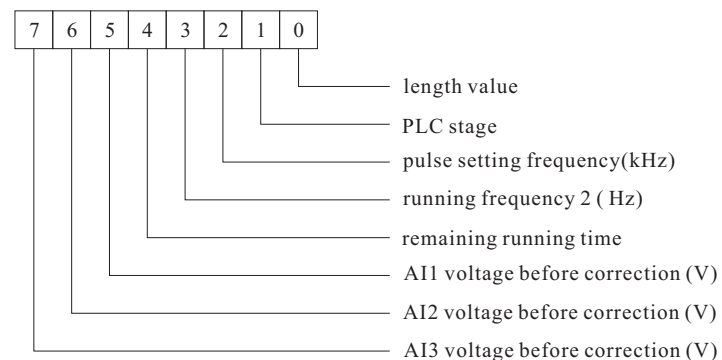 7 6 5 4 3 2 1 0
length value
PLC stage
pulse setting frequency(kHz)
running frequency 2 ( Hz)
remaining running time
AI1 voltage before correction (V)
AI2 voltage before correction (V)
AI3 voltage before correction (V)